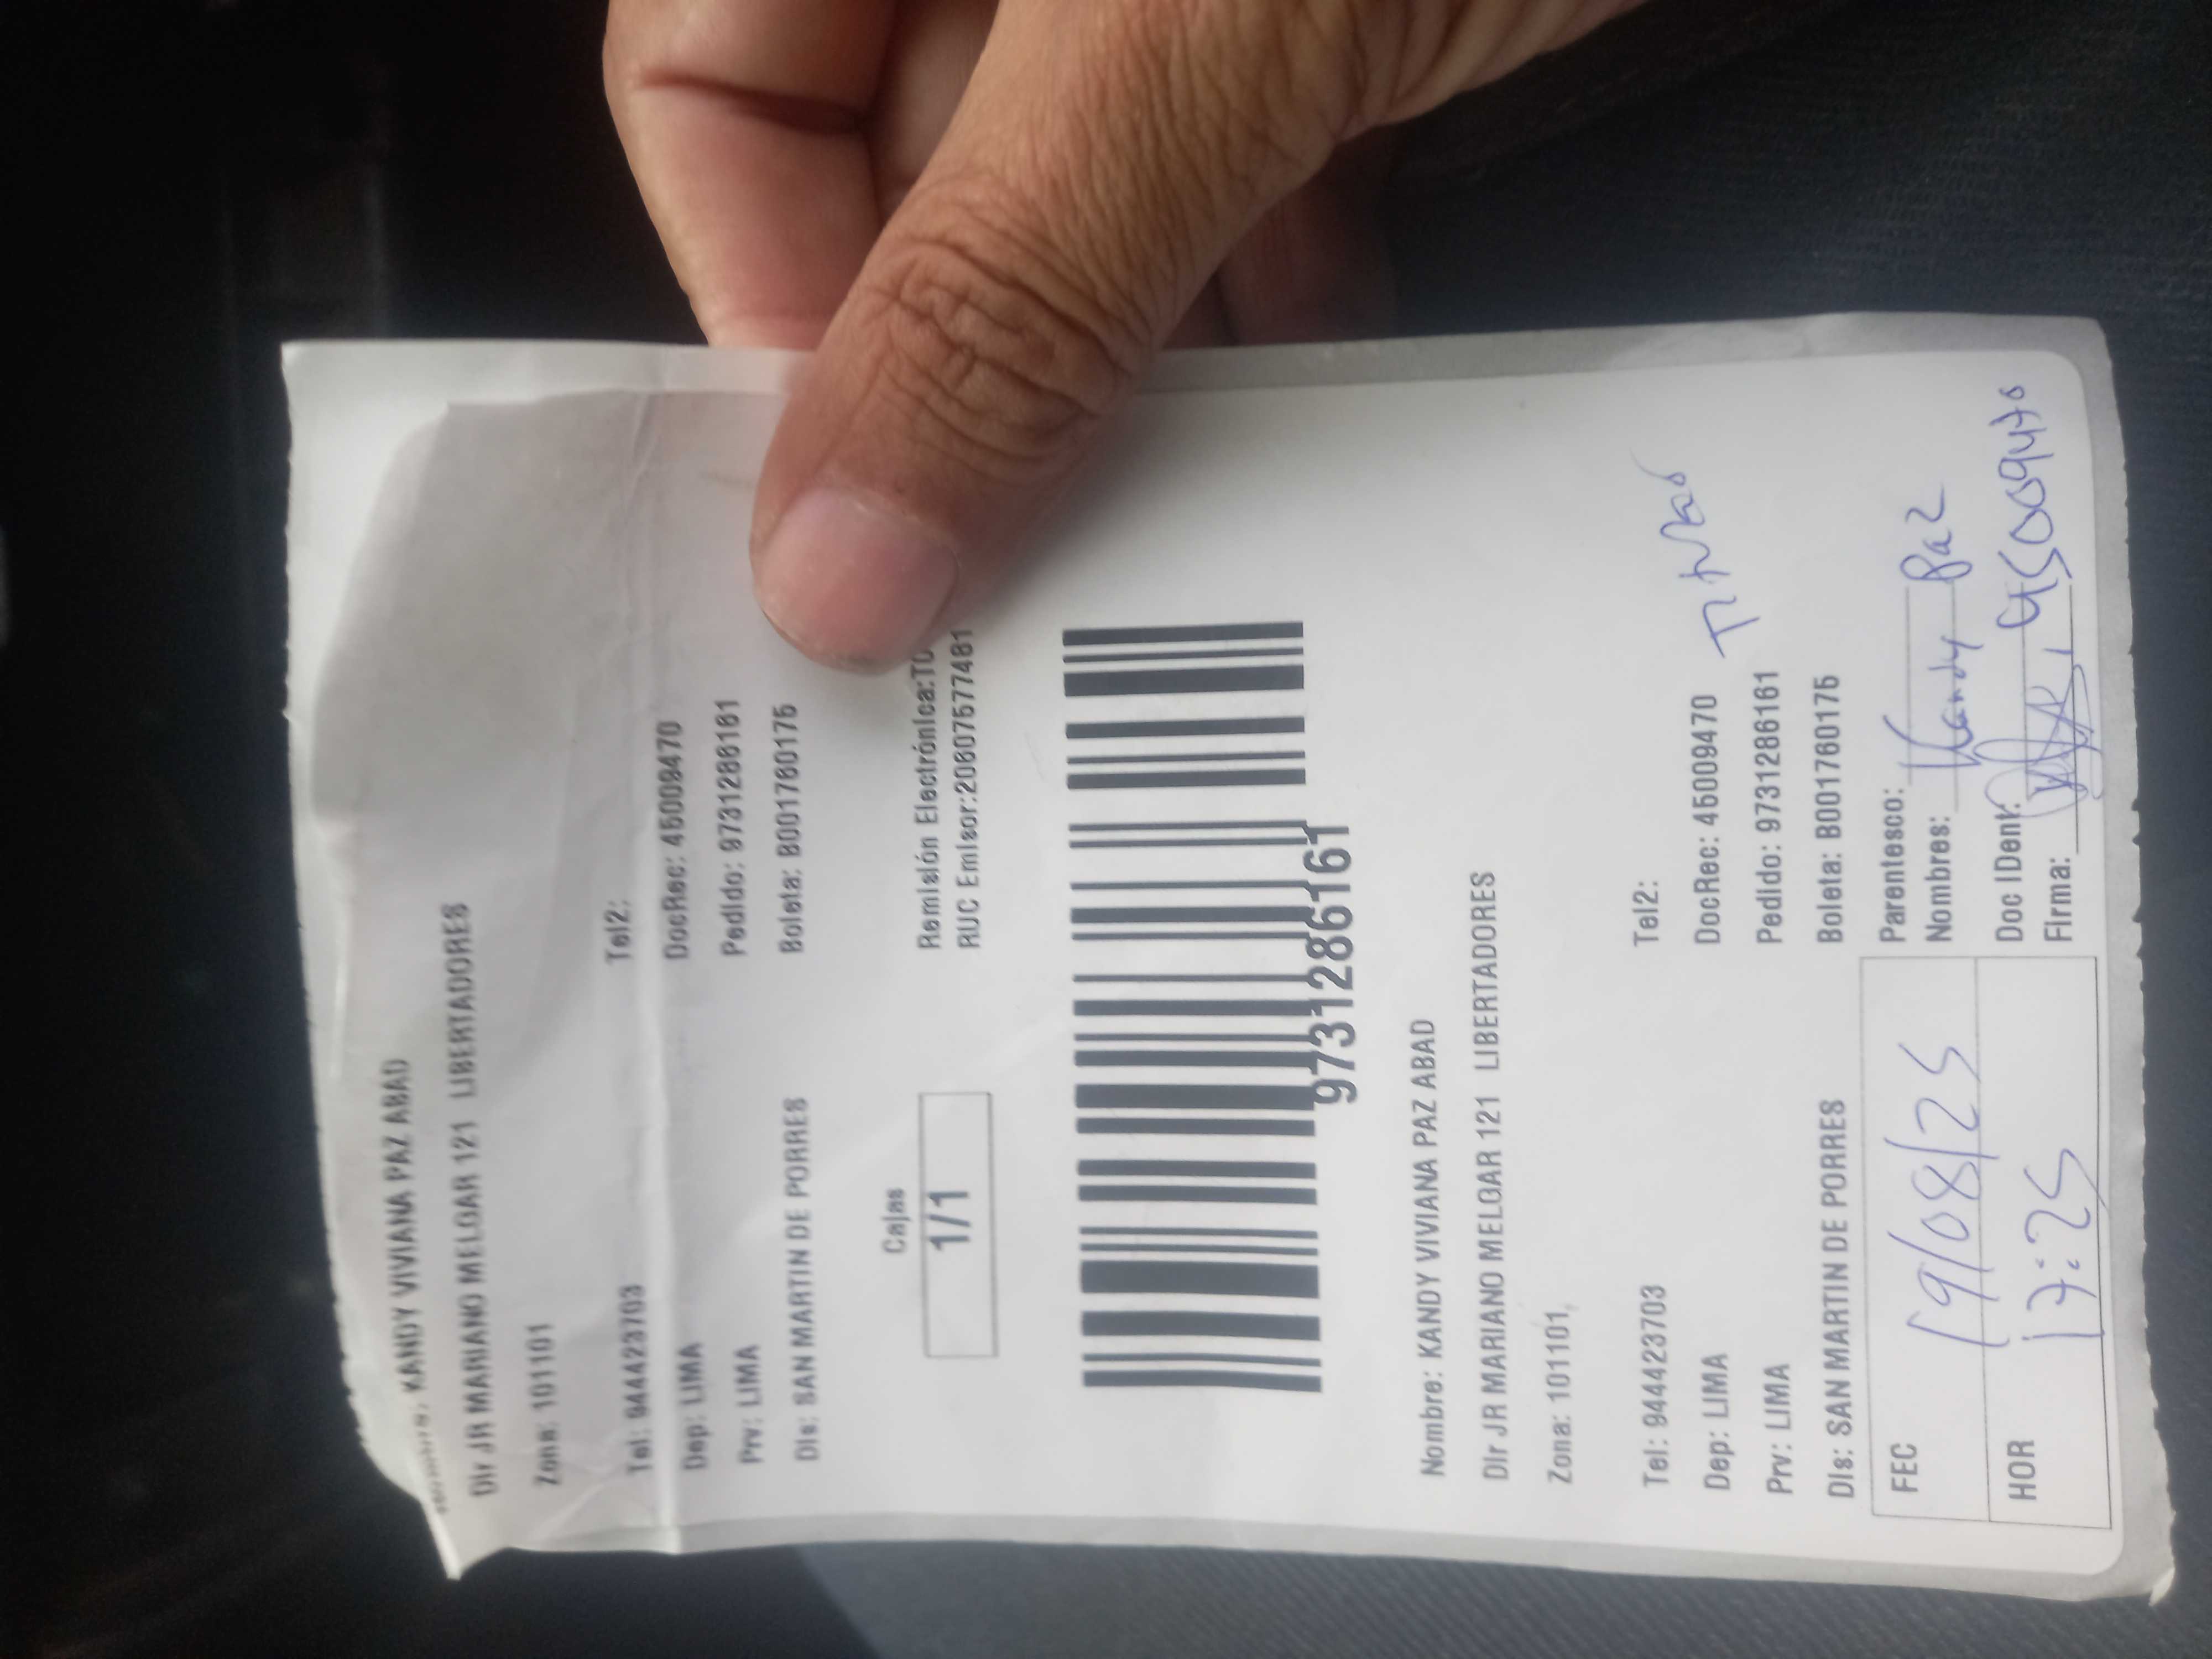 KANDY VIVIANA PAZ ABAD
Dir JR MARIANO MELGAR 121 LIBERTADORES
Zona: 101101
Tel: 944423703 Tel2:
Dep: LIMA DocRec: 45009470
Prv: LIMA Pedido: 9731286161
Dis: SAN MARTIN DE PORRES Boleta: B001760175
Cajas
1/1
Remisión Electrónica:T0
RUC Emisor:20607577481
9731286161
Nombre: KANDY VIVIANA PAZ ABAD
Dir JR MARIANO MELGAR 121 LIBERTADORES
Zona: 101101,
Tel: 944423703 Tel2:
Dep: LIMA DocRec: 45009470 Titular
Prv: LIMA Pedido: 9731286161
Dis: SAN MARTIN DE PORRES Boleta: B001760175
FEC 19/08/25
HOR 17:25
Parentesco:
Nombres: Kandy Paz
Doc IDent: 45009470
Firma: